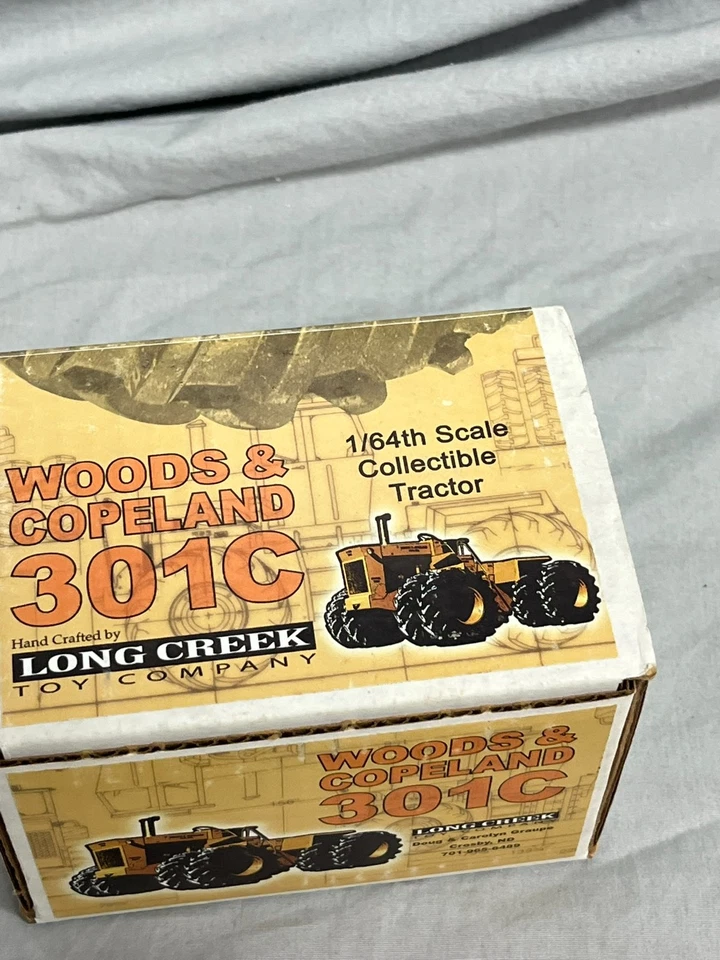 WOODS &
COPELAND
301C
Hand Crafted by
LONG CREEK
TOY COMPANY
1/64th Scale
Collectible
Tractor
WOODS &
COPELAND
301C
LONG CREEK
Doug & Carolyn Graupe
Crosby, ND